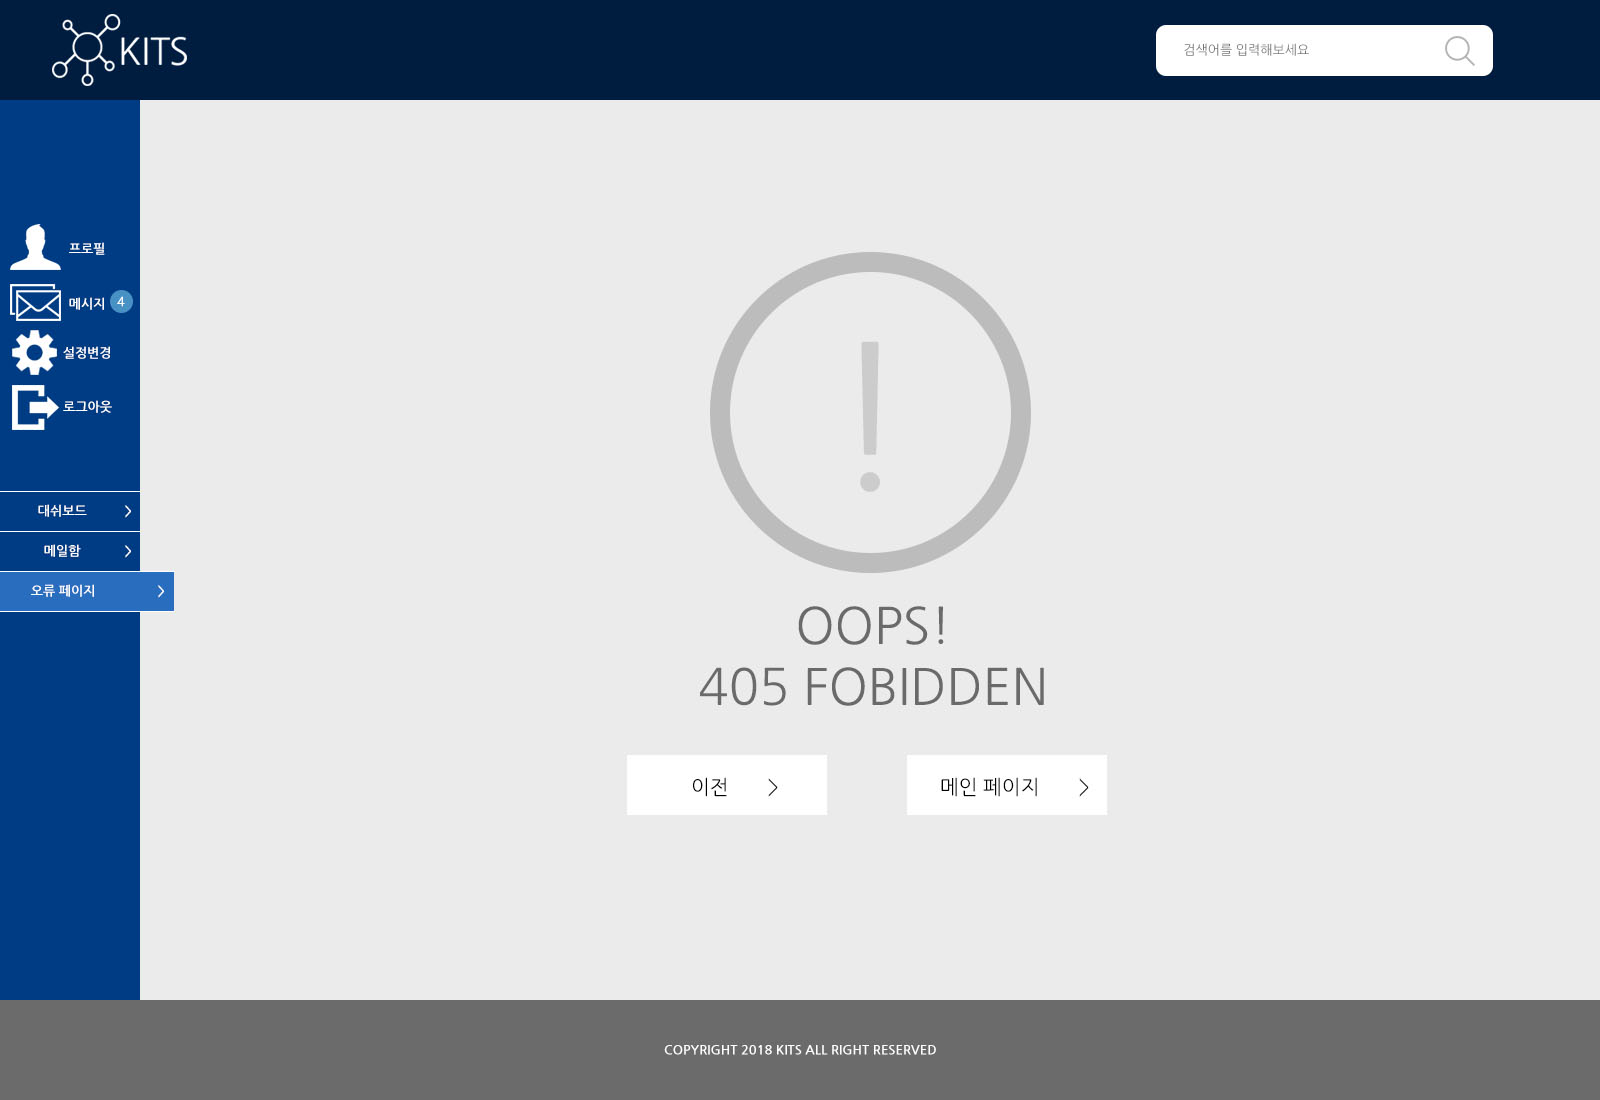 KITS
검색어를 입력해보세요
프로필
메시지 4
설정변경
로그아웃
대쉬보드
메일함
오류 페이지
!
OOPS!
405 FOBIDDEN
이전
메인 페이지
COPYRIGHT 2018 KITS ALL RIGHT RESERVED